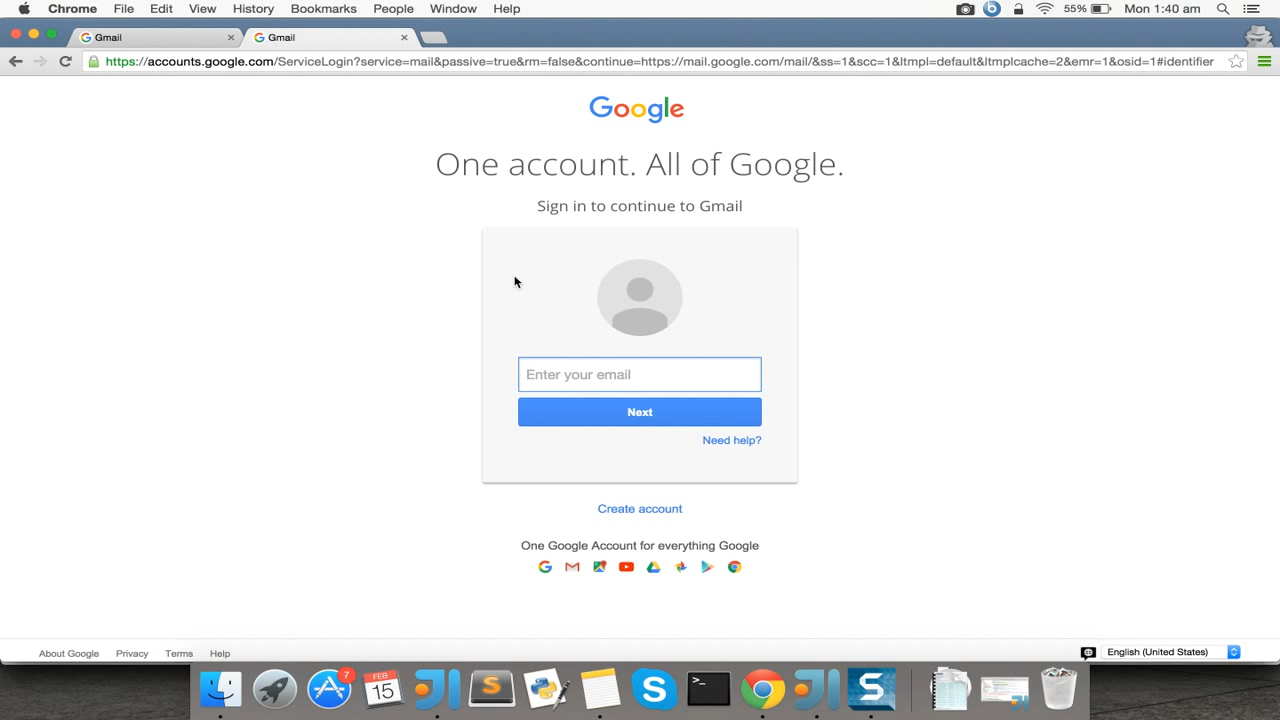 Chrome File Edit View History Bookmarks People Window Help 55% Mon 1:40 am
Gmail Gmail
https://accounts.google.com/ServiceLogin?service=mail&passive=true&rm=false&continue=https://mail.google.com/mail/&ss=1&scc=1&ltmpl=default&ltmplcache=2&emr=1&osid=1#identifier
Google
One account. All of Google.
Sign in to continue to Gmail
Enter your email
Next
Need help?
Create account
One Google Account for everything Google
About Google Privacy Terms Help English (United States)
7
FEB
15